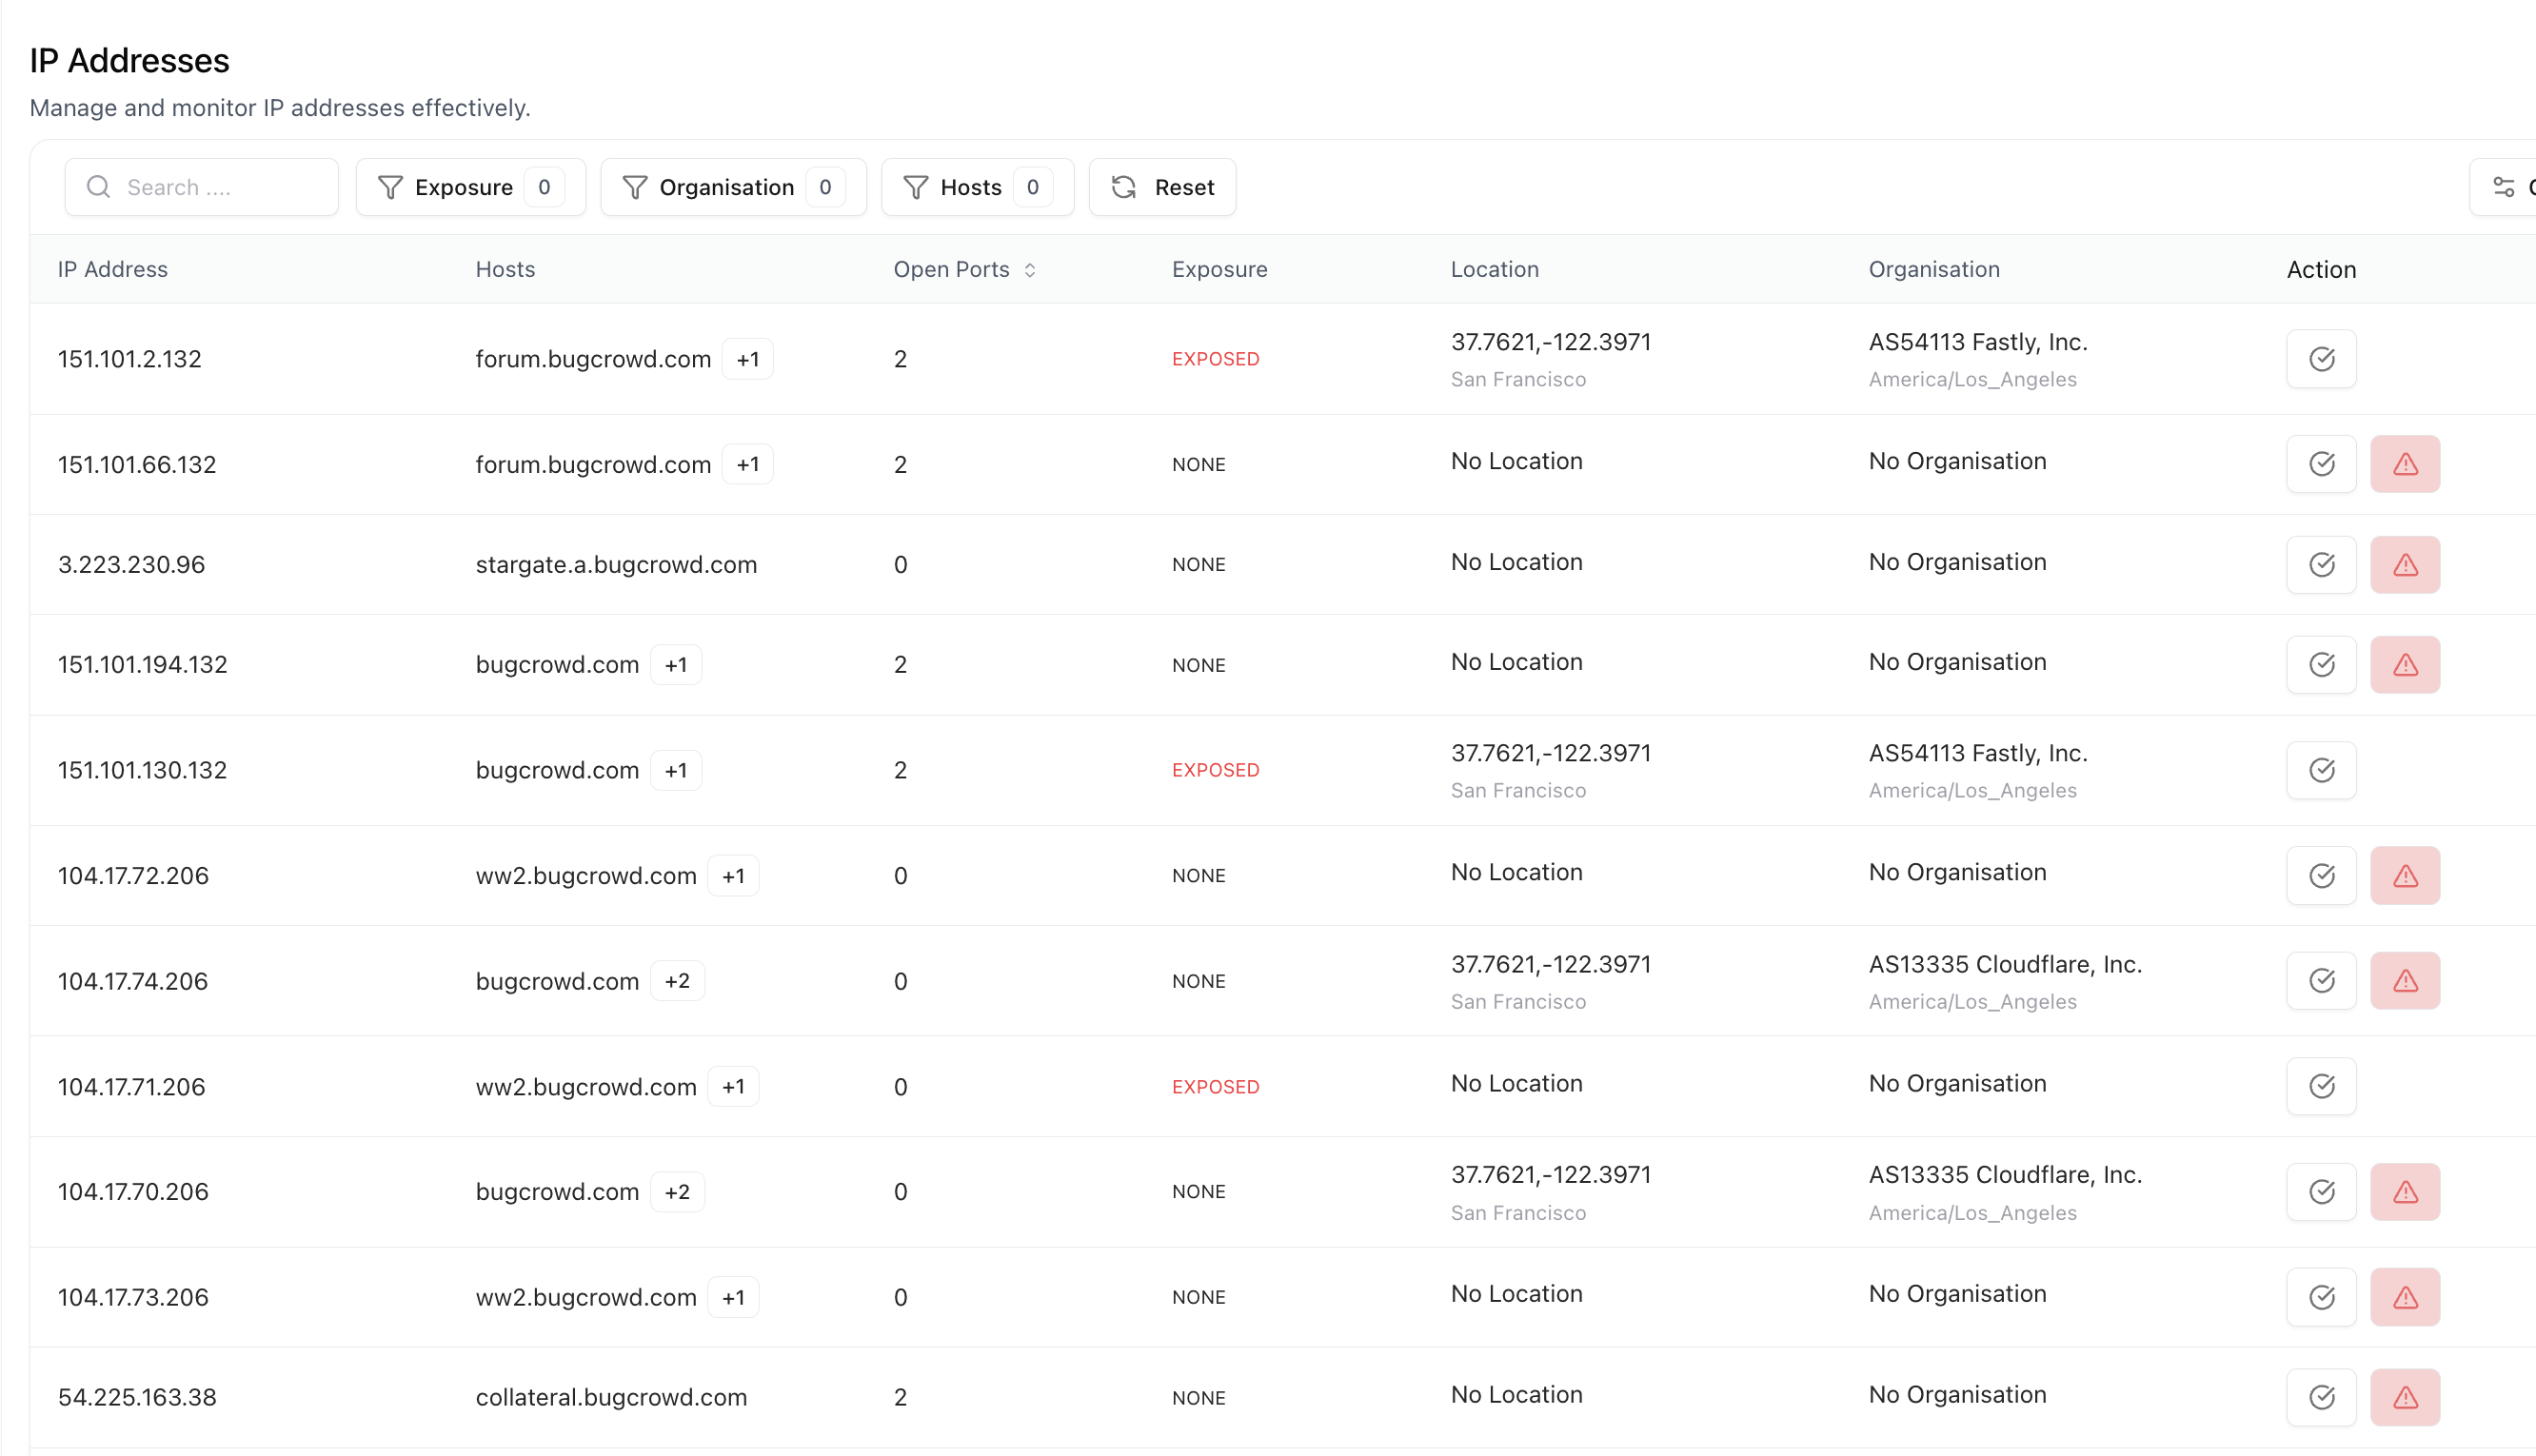 IP Addresses
Manage and monitor IP addresses effectively.
Search ....
Exposure 0
Organisation 0
Hosts 0
Reset
IP Address Hosts Open Ports Exposure Location Organisation Action
151.101.2.132 forum.bugcrowd.com +1 2 EXPOSED 37.7621,-122.3971 AS54113 Fastly, Inc.
San Francisco America/Los_Angeles
151.101.66.132 forum.bugcrowd.com +1 2 NONE No Location No Organisation
3.223.230.96 stargate.a.bugcrowd.com 0 NONE No Location No Organisation
151.101.194.132 bugcrowd.com +1 2 NONE No Location No Organisation
151.101.130.132 bugcrowd.com +1 2 EXPOSED 37.7621,-122.3971 AS54113 Fastly, Inc.
San Francisco America/Los_Angeles
104.17.72.206 ww2.bugcrowd.com +1 0 NONE No Location No Organisation
104.17.74.206 bugcrowd.com +2 0 NONE 37.7621,-122.3971 AS13335 Cloudflare, Inc.
San Francisco America/Los_Angeles
104.17.71.206 ww2.bugcrowd.com +1 0 EXPOSED No Location No Organisation
104.17.70.206 bugcrowd.com +2 0 NONE 37.7621,-122.3971 AS13335 Cloudflare, Inc.
San Francisco America/Los_Angeles
104.17.73.206 ww2.bugcrowd.com +1 0 NONE No Location No Organisation
54.225.163.38 collateral.bugcrowd.com 2 NONE No Location No Organisation